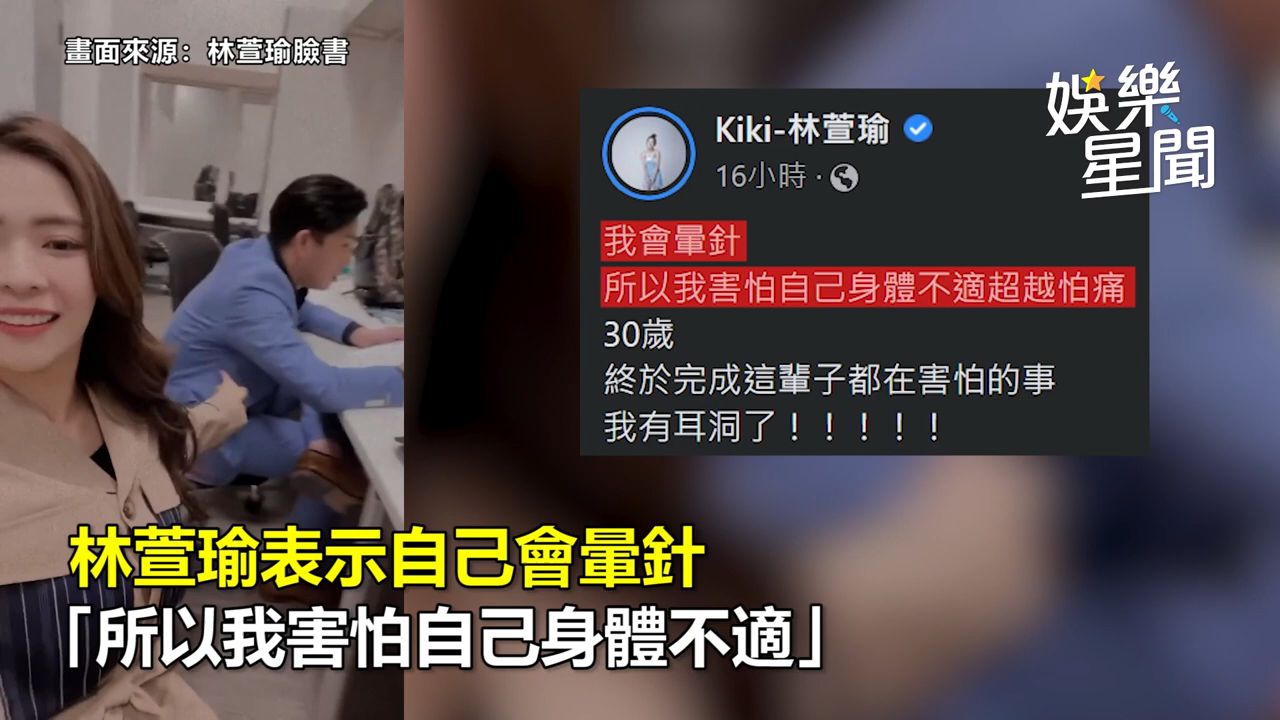 畫面來源：林萱瑜臉書
娛樂
星聞
Kiki-林萱瑜
16小時 ·
我會暈針
所以我害怕自己身體不適超越怕痛
30歲
終於完成這輩子都在害怕的事
我有耳洞了！！！！！
林萱瑜表示自己會暈針
「所以我害怕自己身體不適」